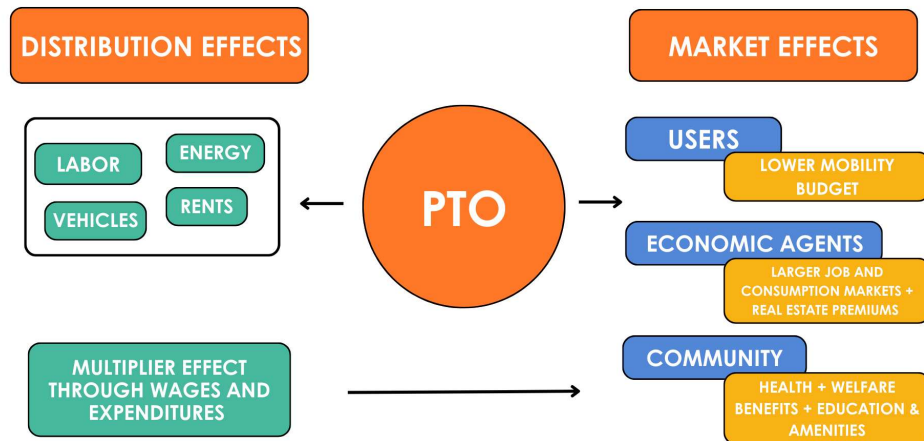 DISTRIBUTION EFFECTS
MARKET EFFECTS
LABOR
ENERGY
VEHICLES
RENTS
PTO
USERS
LOWER MOBILITY
BUDGET
ECONOMIC AGENTS
LARGER JOB AND
CONSUMPTION MARKETS +
REAL ESTATE PREMIUMS
MULTIPLIER EFFECT
THROUGH WAGES AND
EXPENDITURES
COMMUNITY
HEALTH + WELFARE
BENEFITS + EDUCATION &
AMENITIES